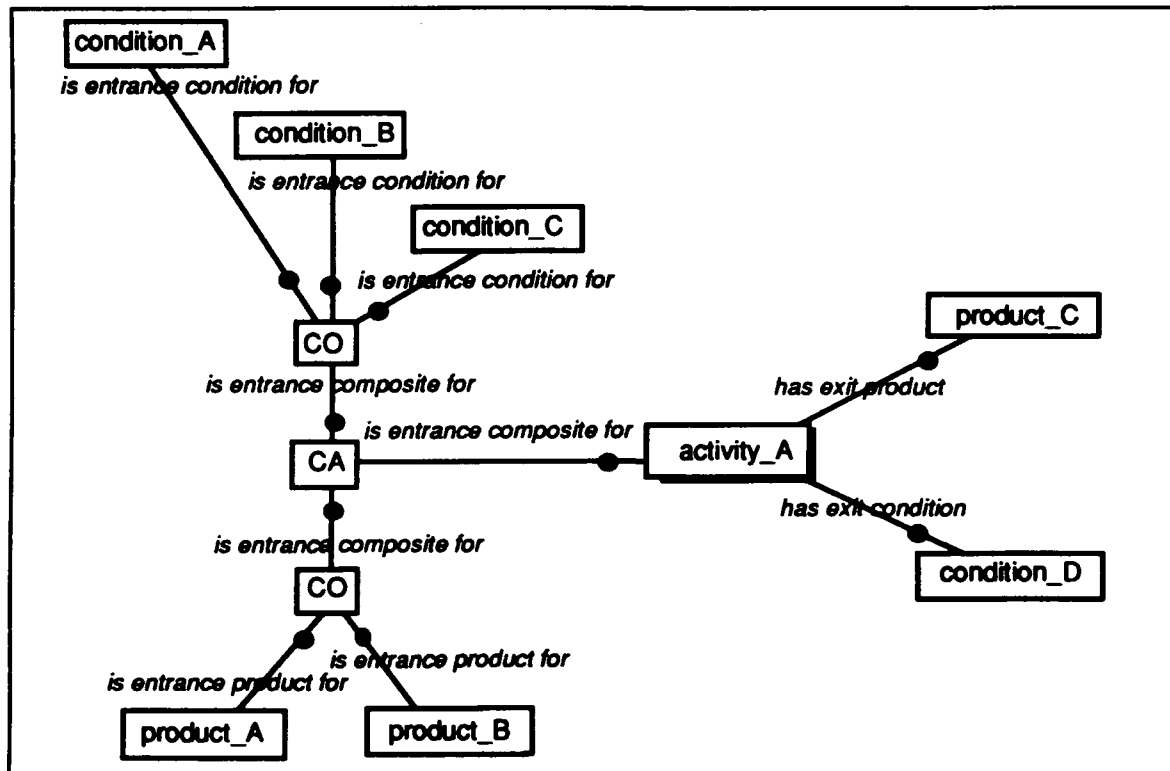 condition_A
is entrance condition for
condition_B
is entrance condition for
condition_C
is entrance condition for
CO
is entrance composite for
CA
is entrance composite for
activity_A
product_C
has exit product
has exit condition
condition_D
is entrance composite for
CO
is entrance product for
is entrance product for
product_A
product_B